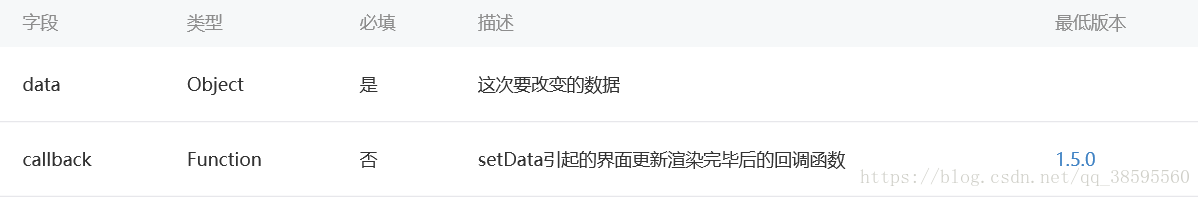 字段 类型 必填 描述 最低版本
data Object 是 这次要改变的数据
callback Function 否 setData引起的界面更新渲染完毕后的回调函数 1.5.0
https://blog.csdn.net/qq_38595560